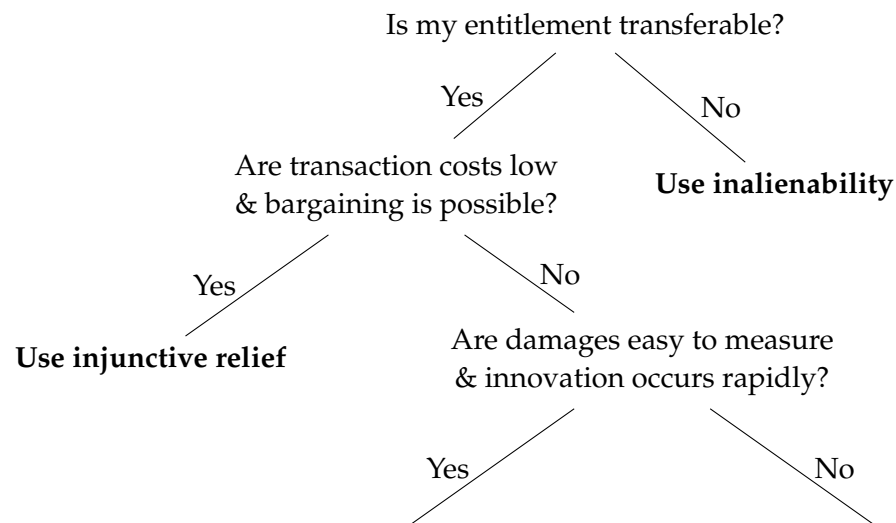 Is my entitlement transferable?
Yes
No
Are transaction costs low
& bargaining is possible?
Use inalienability
Yes
No
Use injunctive relief
Are damages easy to measure
& innovation occurs rapidly?
Yes
No